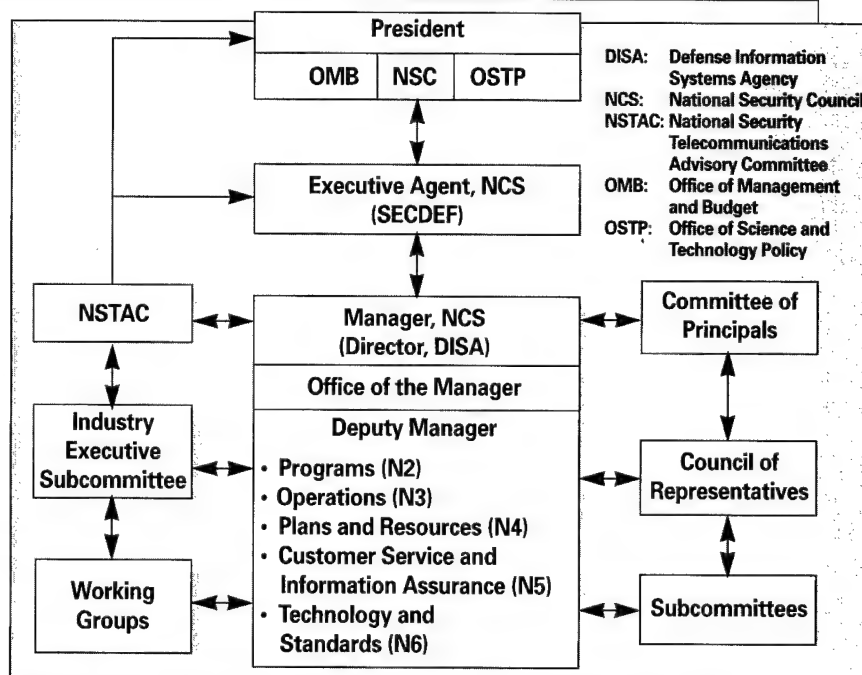 President
OMB NSC OSTP
Executive Agent, NCS
(SECDEF)
DISA: Defense Information
Systems Agency
NCS: National Security Council
NSTAC: National Security
Telecommunications
Advisory Committee
OMB: Office of Management
and Budget
OSTP: Office of Science and
Technology Policy
NSTAC
Manager, NCS
(Director, DISA)
Committee of
Principals
Office of the Manager
Industry
Executive
Subcommittee
Deputy Manager
• Programs (N2)
• Operations (N3)
• Plans and Resources (N4)
• Customer Service and
Information Assurance (N5)
• Technology and
Standards (N6)
Council of
Representatives
Working
Groups
Subcommittees